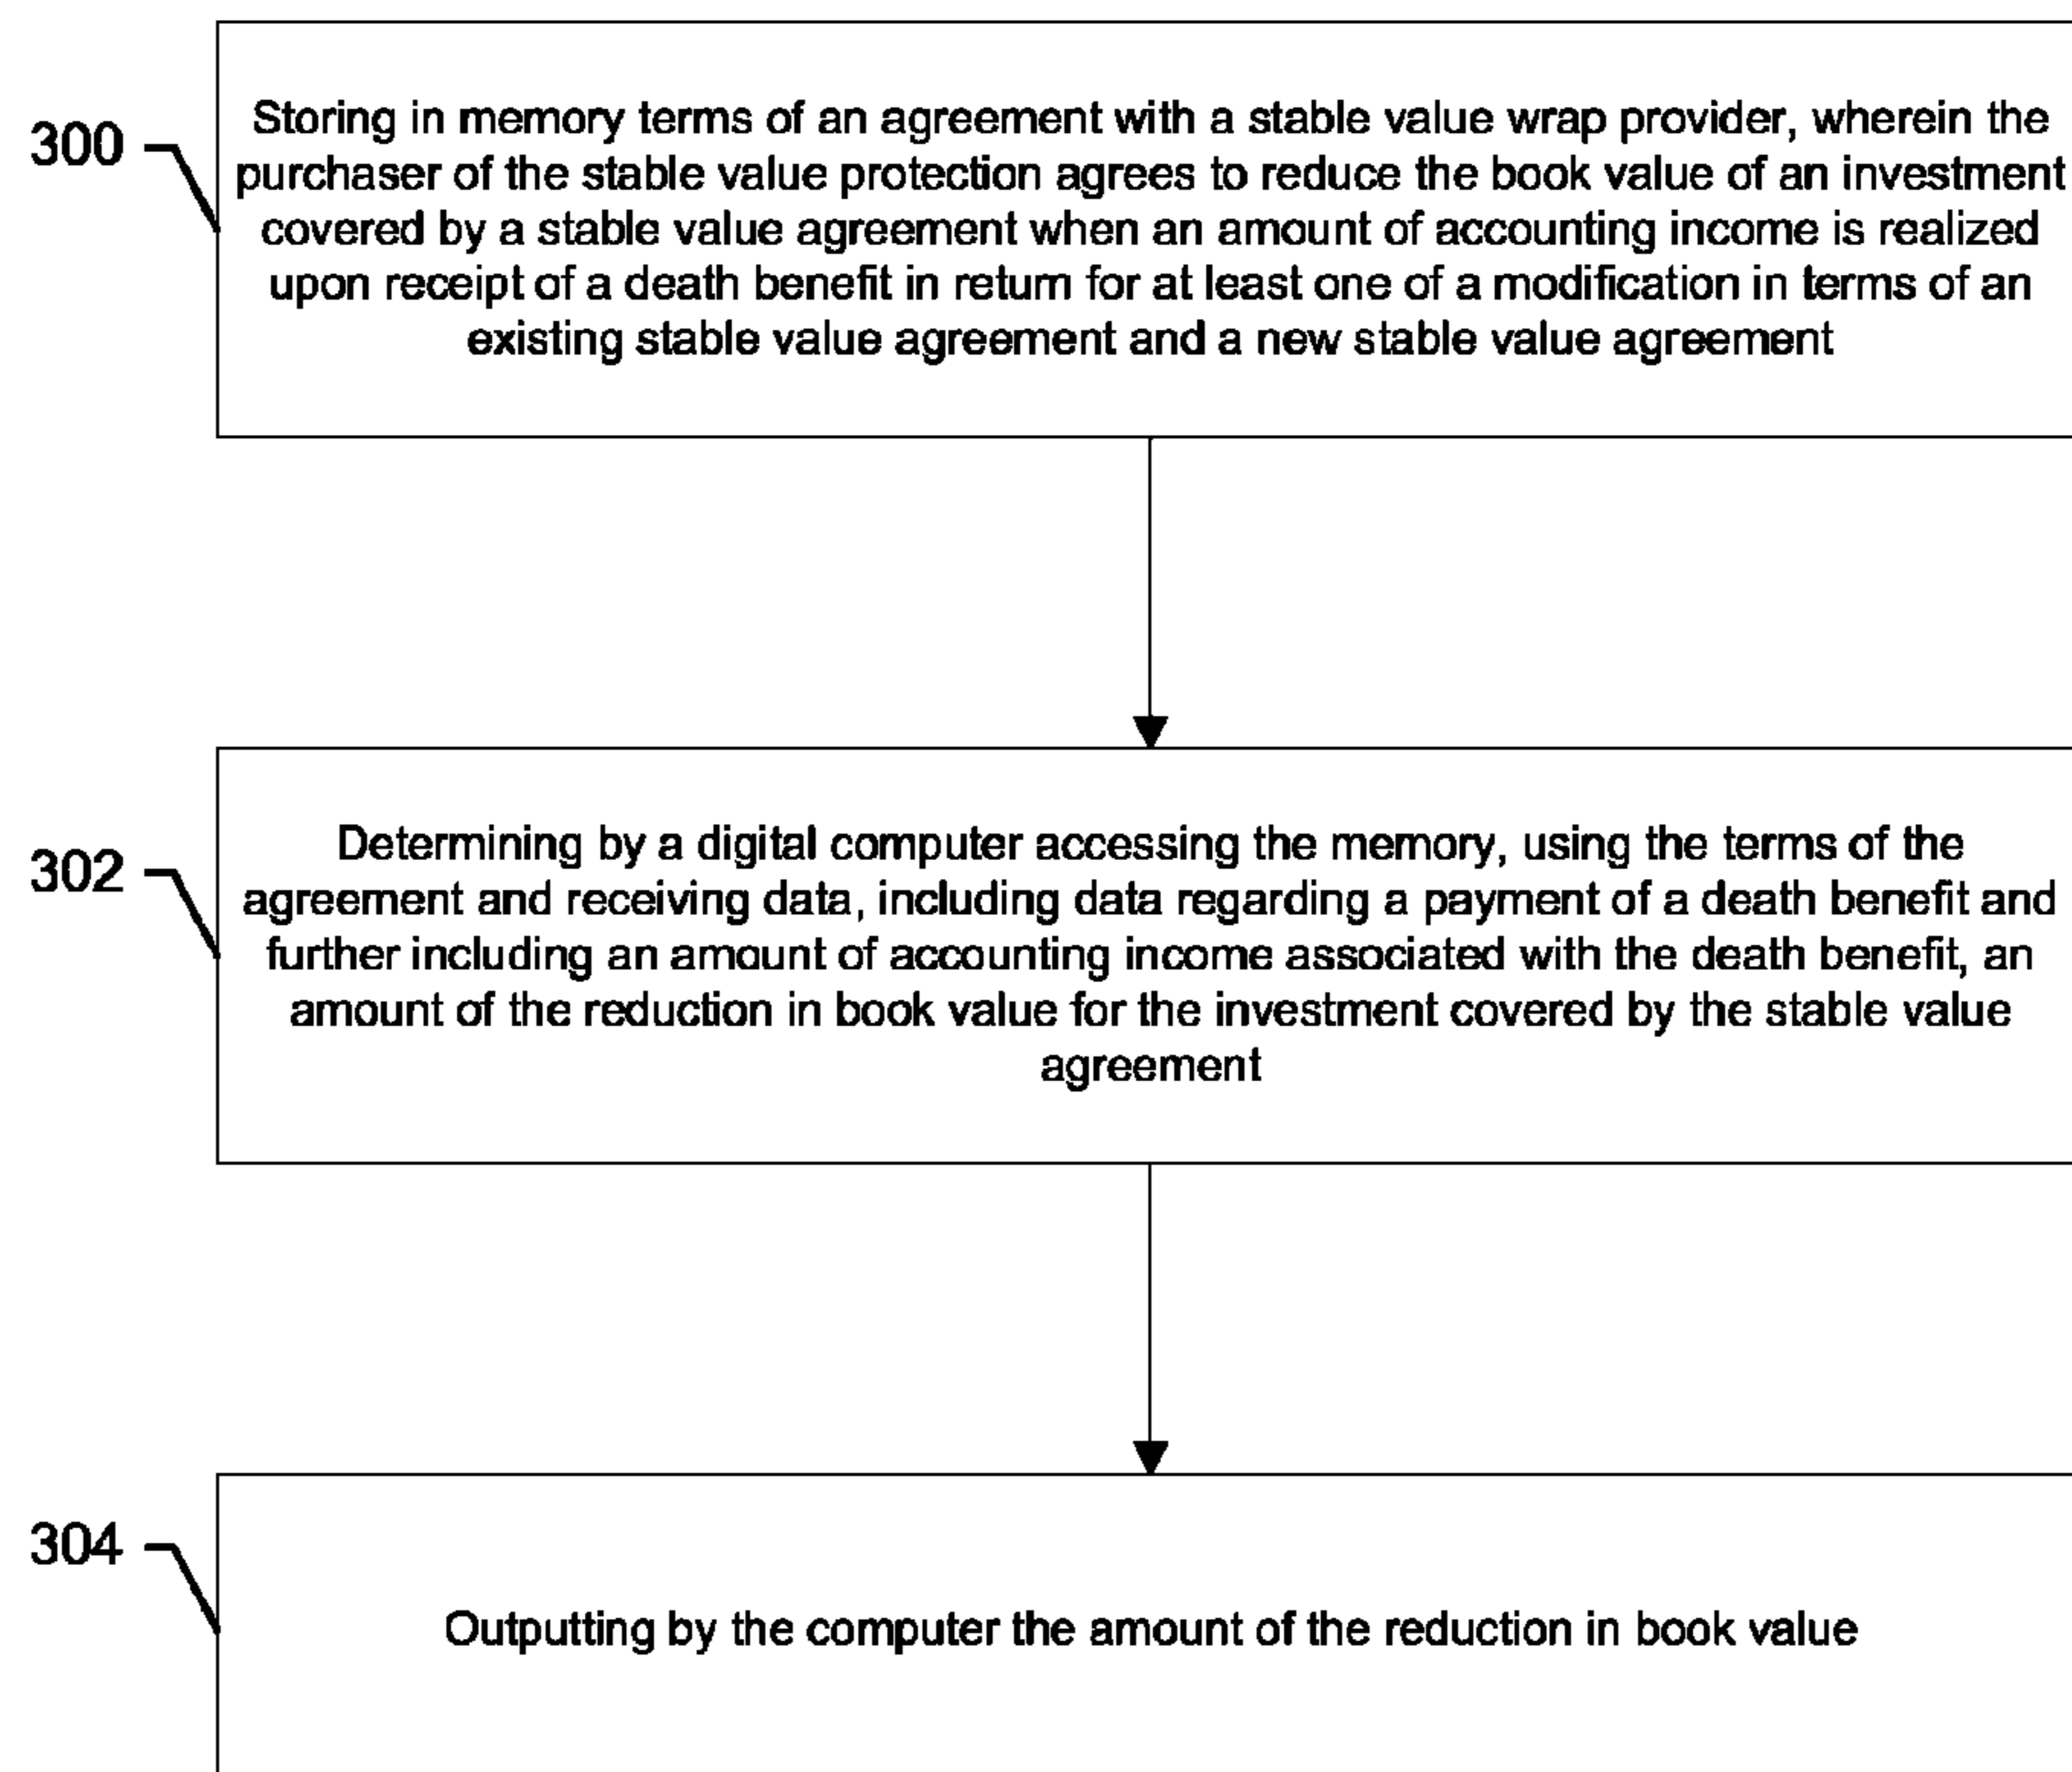 300
Storing in memory terms of an agreement with a stable value wrap provider, wherein the
purchaser of the stable value protection agrees to reduce the book value of an investment
covered by a stable value agreement when an amount of accounting income is realized
upon receipt of a death benefit in return for at least one of a modification in terms of an
existing stable value agreement and a new stable value agreement
302
Determining by a digital computer accessing the memory, using the terms of the
agreement and receiving data, including data regarding a payment of a death benefit and
further including an amount of accounting income associated with the death benefit, an
amount of the reduction in book value for the investment covered by the stable value
agreement
304
Outputting by the computer the amount of the reduction in book value